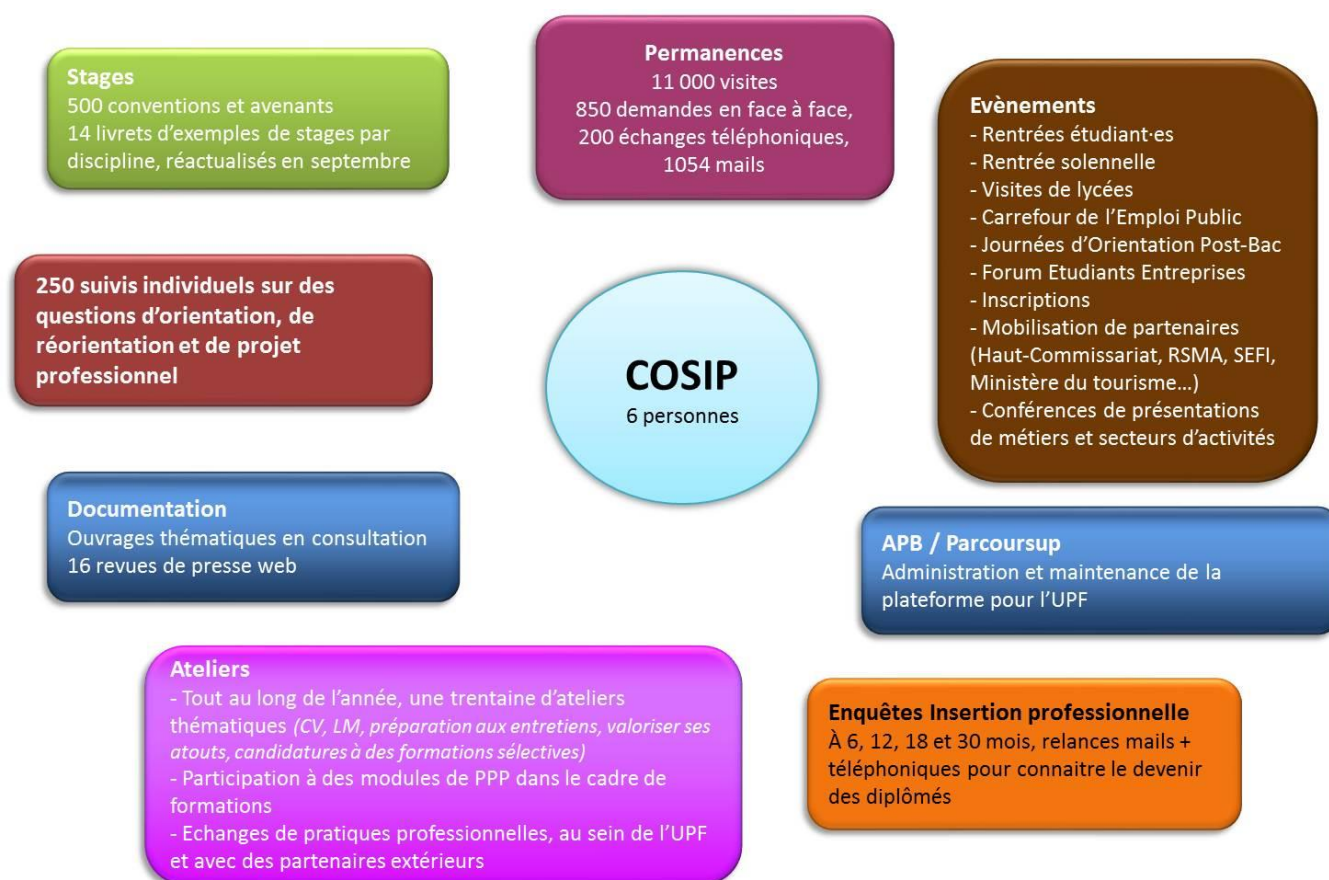 Stages
500 conventions et avenants
14 livrets d'exemples de stages par
discipline, réactualisés en septembre
Permanences
11 000 visites
850 demandes en face à face,
200 échanges téléphoniques,
1054 mails
Evènements
- Rentrées étudiant·es
- Rentrée solennelle
- Visites de lycées
- Carrefour de l'Emploi Public
- Journées d'Orientation Post-Bac
- Forum Etudiants Entreprises
- Inscriptions
- Mobilisation de partenaires
(Haut-Commissariat, RSMA, SEFI,
Ministère du tourisme...)
- Conférences de présentations
de métiers et secteurs d'activités
250 suivis individuels sur des
questions d'orientation, de
réorientation et de projet
professionnel
COSIP
6 personnes
Documentation
Ouvrages thématiques en consultation
16 revues de presse web
APB / Parcoursup
Administration et maintenance de la
plateforme pour l'UPF
Ateliers
- Tout au long de l'année, une trentaine d'ateliers
thématiques (CV, LM, préparation aux entretiens, valoriser ses
atouts, candidatures à des formations sélectives)
- Participation à des modules de PPP dans le cadre de
formations
- Echanges de pratiques professionnelles, au sein de l'UPF
et avec des partenaires extérieurs
Enquêtes Insertion professionnelle
À 6, 12, 18 et 30 mois, relances mails +
téléphoniques pour connaitre le devenir
des diplômés